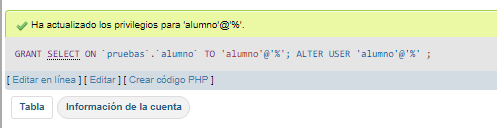 Ha actualizado los privilegios para 'alumno'@'%'.
GRANT SELECT ON `pruebas`.`alumno` TO 'alumno'@'%'; ALTER USER 'alumno'@'%' ;
[ Editar en línea ] [ Editar ] [ Crear código PHP ]
Tabla Información de la cuenta